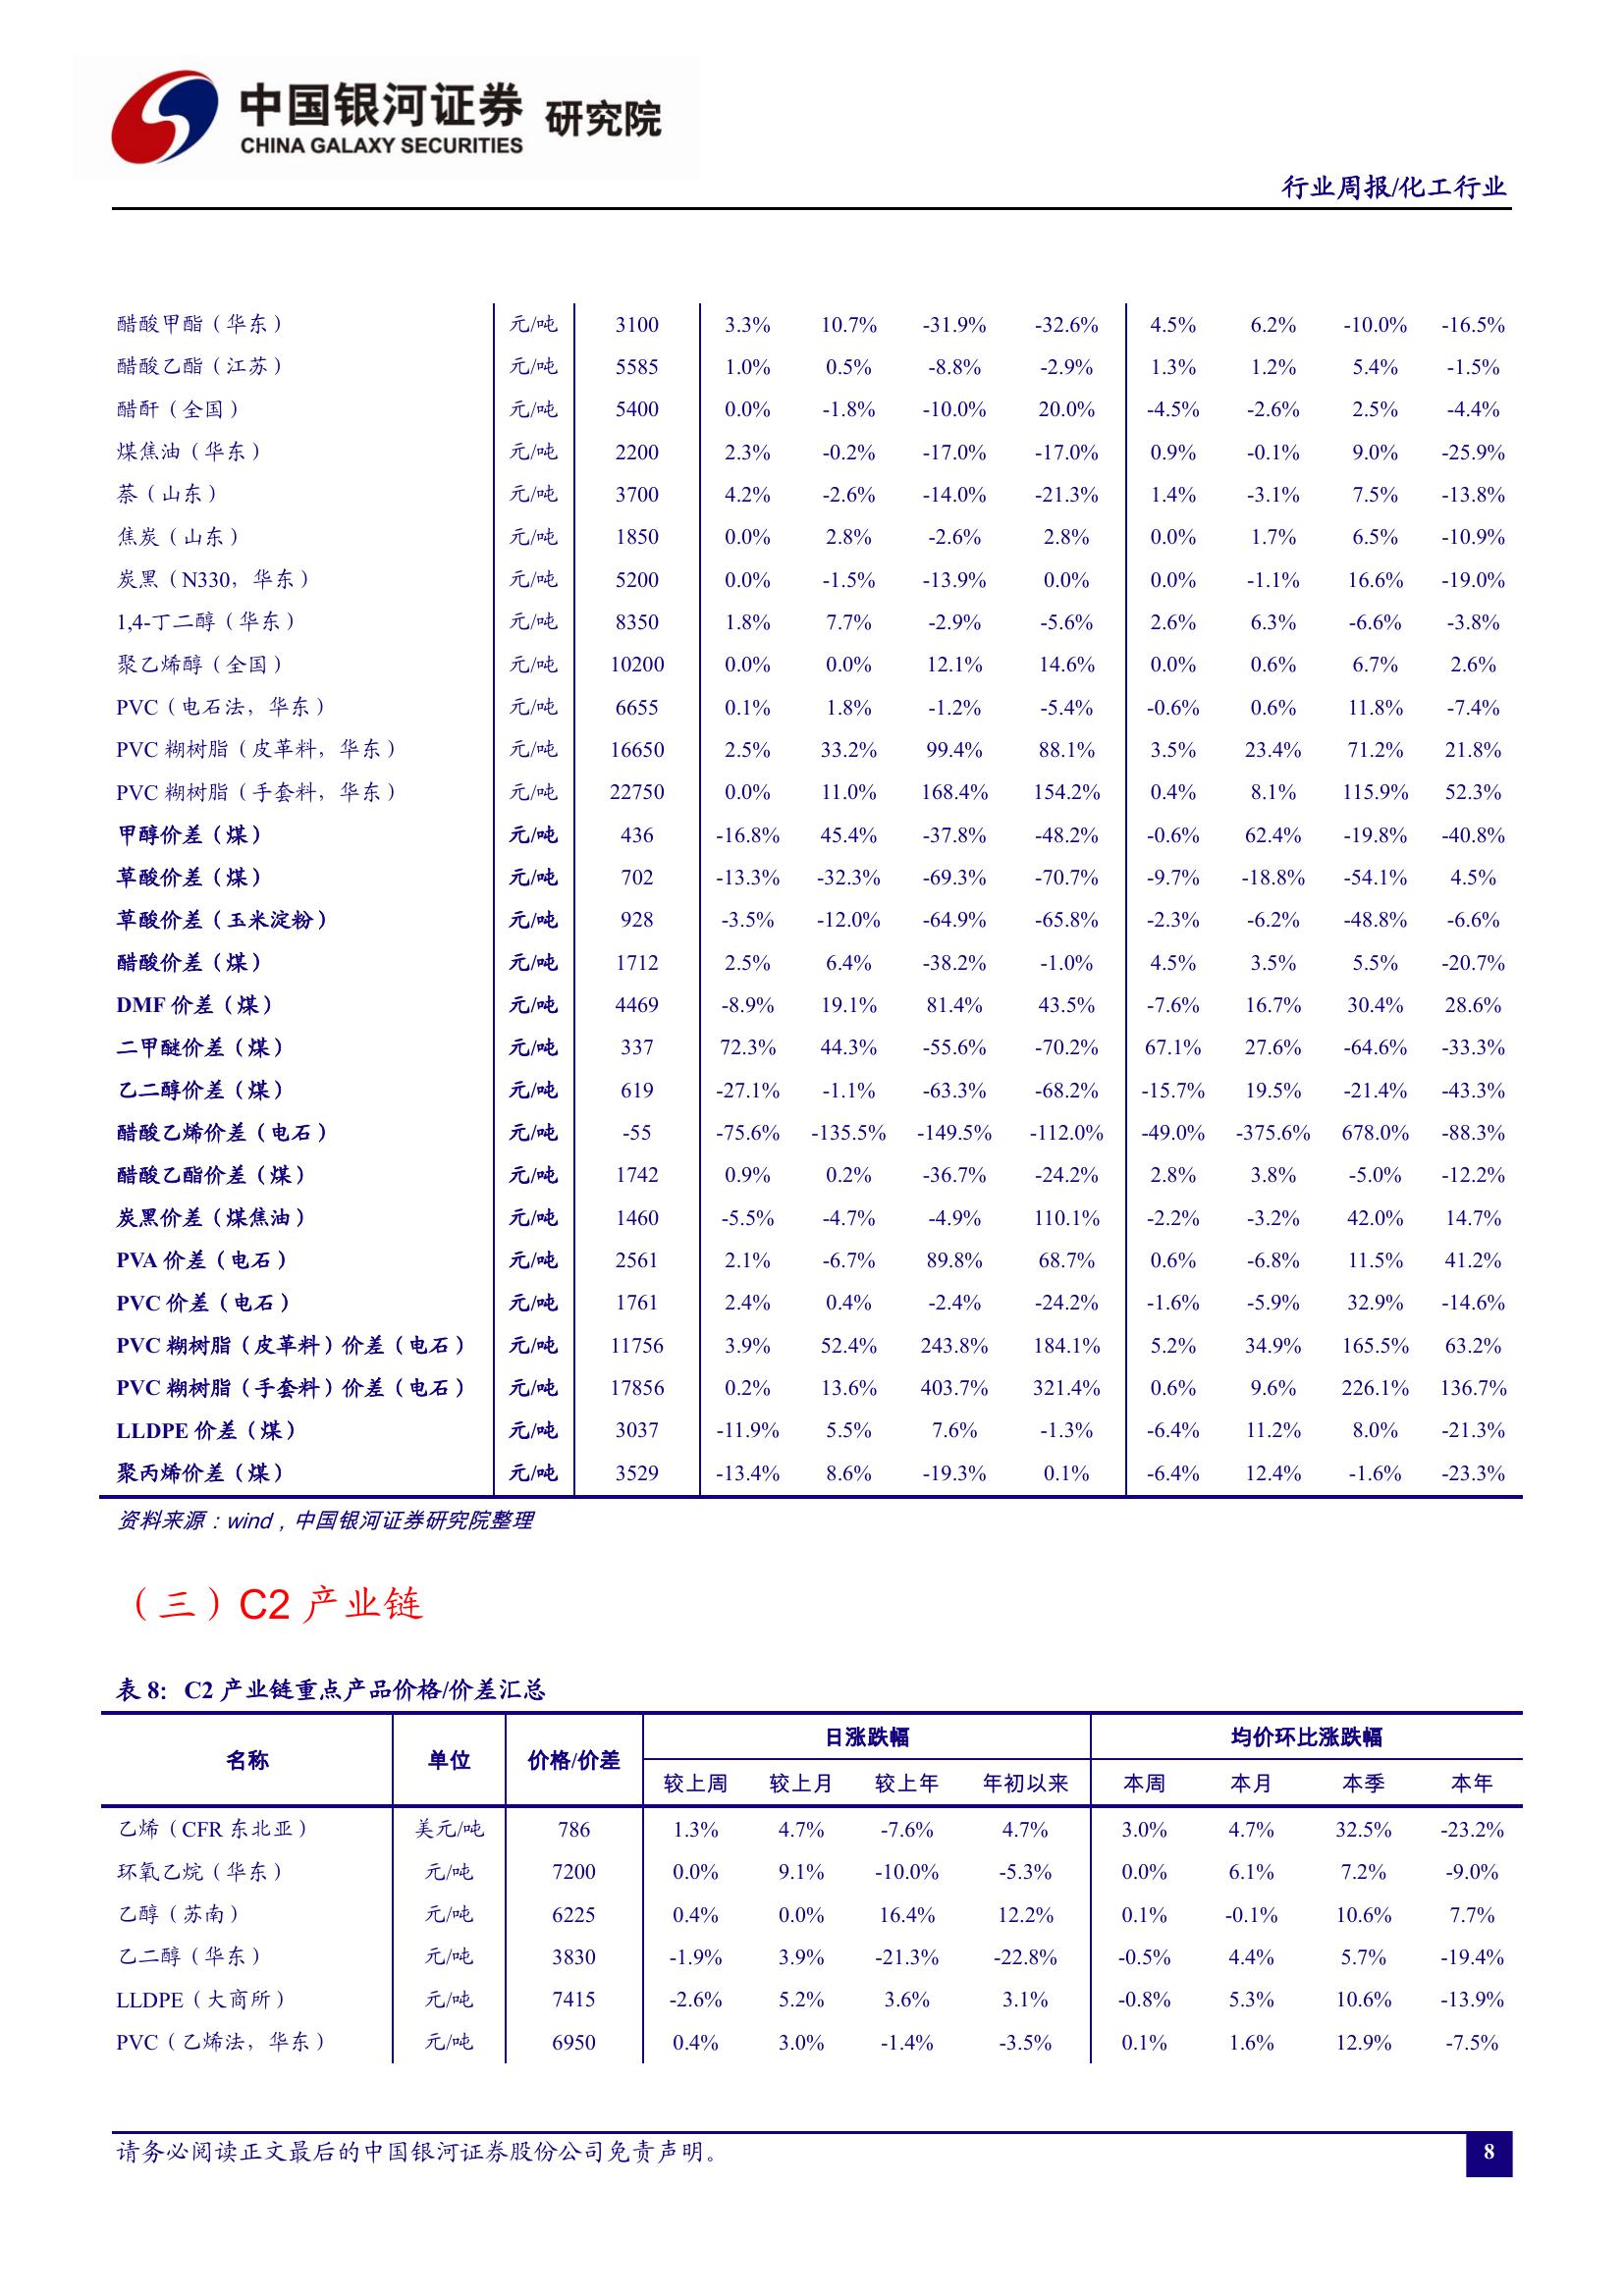 中国银河证券 研究院
CHINA GALAXY SECURITIES
行业周报/化工行业
醋酸甲酯（华东） 元/吨 3100 3.3% 10.7% -31.9% -32.6% 4.5% 6.2% -10.0% -16.5%
醋酸乙酯（江苏） 元/吨 5585 1.0% 0.5% -8.8% -2.9% 1.3% 1.2% 5.4% -1.5%
醋酐（全国） 元/吨 5400 0.0% -1.8% -10.0% 20.0% -4.5% -2.6% 2.5% -4.4%
煤焦油（华东） 元/吨 2200 2.3% -0.2% -17.0% -17.0% 0.9% -0.1% 9.0% -25.9%
萘（山东） 元/吨 3700 4.2% -2.6% -14.0% -21.3% 1.4% -3.1% 7.5% -13.8%
焦炭（山东） 元/吨 1850 0.0% 2.8% -2.6% 2.8% 0.0% 1.7% 6.5% -10.9%
炭黑（N330，华东） 元/吨 5200 0.0% -1.5% -13.9% 0.0% 0.0% -1.1% 16.6% -19.0%
1,4-丁二醇（华东） 元/吨 8350 1.8% 7.7% -2.9% -5.6% 2.6% 6.3% -6.6% -3.8%
聚乙烯醇（全国） 元/吨 10200 0.0% 0.0% 12.1% 14.6% 0.0% 0.6% 6.7% 2.6%
PVC（电石法，华东） 元/吨 6655 0.1% 1.8% -1.2% -5.4% -0.6% 0.6% 11.8% -7.4%
PVC 糊树脂（皮革料，华东） 元/吨 16650 2.5% 33.2% 99.4% 88.1% 3.5% 23.4% 71.2% 21.8%
PVC 糊树脂（手套料，华东） 元/吨 22750 0.0% 11.0% 168.4% 154.2% 0.4% 8.1% 115.9% 52.3%
甲醇价差（煤） 元/吨 436 -16.8% 45.4% -37.8% -48.2% -0.6% 62.4% -19.8% -40.8%
草酸价差（煤） 元/吨 702 -13.3% -32.3% -69.3% -70.7% -9.7% -18.8% -54.1% 4.5%
草酸价差（玉米淀粉） 元/吨 928 -3.5% -12.0% -64.9% -65.8% -2.3% -6.2% -48.8% -6.6%
醋酸价差（煤） 元/吨 1712 2.5% 6.4% -38.2% -1.0% 4.5% 3.5% 5.5% -20.7%
DMF 价差（煤） 元/吨 4469 -8.9% 19.1% 81.4% 43.5% -7.6% 16.7% 30.4% 28.6%
二甲醚价差（煤） 元/吨 337 72.3% 44.3% -55.6% -70.2% 67.1% 27.6% -64.6% -33.3%
乙二醇价差（煤） 元/吨 619 -27.1% -1.1% -63.3% -68.2% -15.7% 19.5% -21.4% -43.3%
醋酸乙烯价差（电石） 元/吨 -55 -75.6% -135.5% -149.5% -112.0% -49.0% -375.6% 678.0% -88.3%
醋酸乙酯价差（煤） 元/吨 1742 0.9% 0.2% -36.7% -24.2% 2.8% 3.8% -5.0% -12.2%
炭黑价差（煤焦油） 元/吨 1460 -5.5% -4.7% -4.9% 110.1% -2.2% -3.2% 42.0% 14.7%
PVA 价差（电石） 元/吨 2561 2.1% -6.7% 89.8% 68.7% 0.6% -6.8% 11.5% 41.2%
PVC 价差（电石） 元/吨 1761 2.4% 0.4% -2.4% -24.2% -1.6% -5.9% 32.9% -14.6%
PVC 糊树脂（皮革料）价差（电石） 元/吨 11756 3.9% 52.4% 243.8% 184.1% 5.2% 34.9% 165.5% 63.2%
PVC 糊树脂（手套料）价差（电石） 元/吨 17856 0.2% 13.6% 403.7% 321.4% 0.6% 9.6% 226.1% 136.7%
LLDPE 价差（煤） 元/吨 3037 -11.9% 5.5% 7.6% -1.3% -6.4% 11.2% 8.0% -21.3%
聚丙烯价差（煤） 元/吨 3529 -13.4% 8.6% -19.3% 0.1% -6.4% 12.4% -1.6% -23.3%
资料来源：wind，中国银河证券研究院整理
（三）C2 产业链
表 8：C2 产业链重点产品价格/价差汇总
名称 单位 价格/价差 日涨跌幅 均价环比涨跌幅
较上周 较上月 较上年 年初以来 本周 本月 本季 本年
乙烯（CFR 东北亚） 美元/吨 786 1.3% 4.7% -7.6% 4.7% 3.0% 4.7% 32.5% -23.2%
环氧乙烷（华东） 元/吨 7200 0.0% 9.1% -10.0% -5.3% 0.0% 6.1% 7.2% -9.0%
乙醇（苏南） 元/吨 6225 0.4% 0.0% 16.4% 12.2% 0.1% -0.1% 10.6% 7.7%
乙二醇（华东） 元/吨 3830 -1.9% 3.9% -21.3% -22.8% -0.5% 4.4% 5.7% -19.4%
LLDPE（大商所） 元/吨 7415 -2.6% 5.2% 3.6% 3.1% -0.8% 5.3% 10.6% -13.9%
PVC（乙烯法，华东） 元/吨 6950 0.4% 3.0% -1.4% -3.5% 0.1% 1.6% 12.9% -7.5%
请务必阅读正文最后的中国银河证券股份公司免责声明。
8